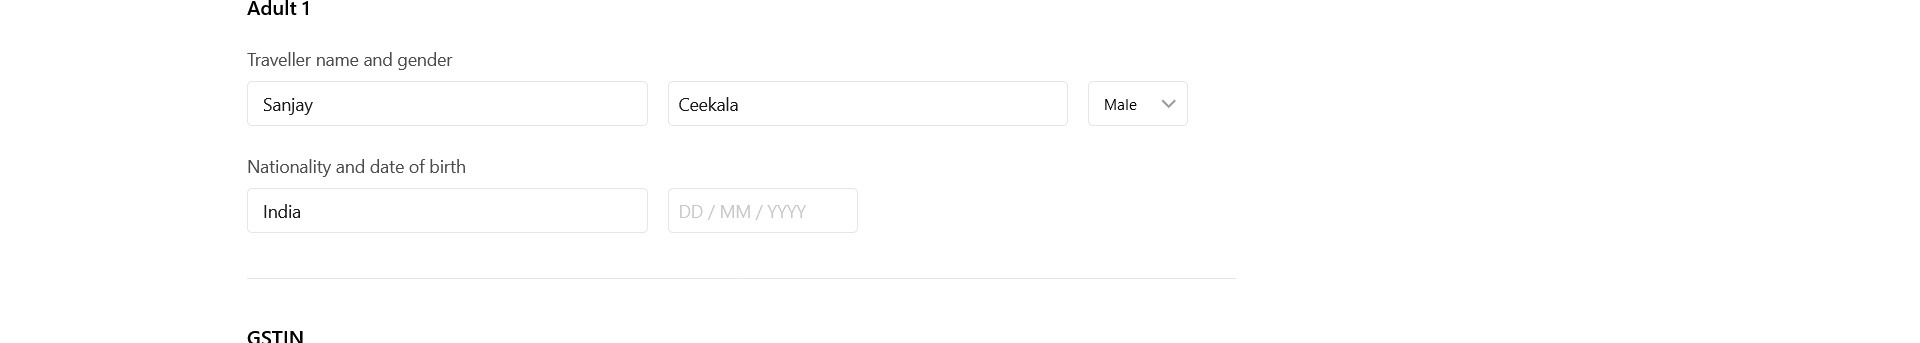 Adult 1
Traveller name and gender
Sanjay Ceekala Male
Nationality and date of birth
India DD / MM / YYYY
GSTIN